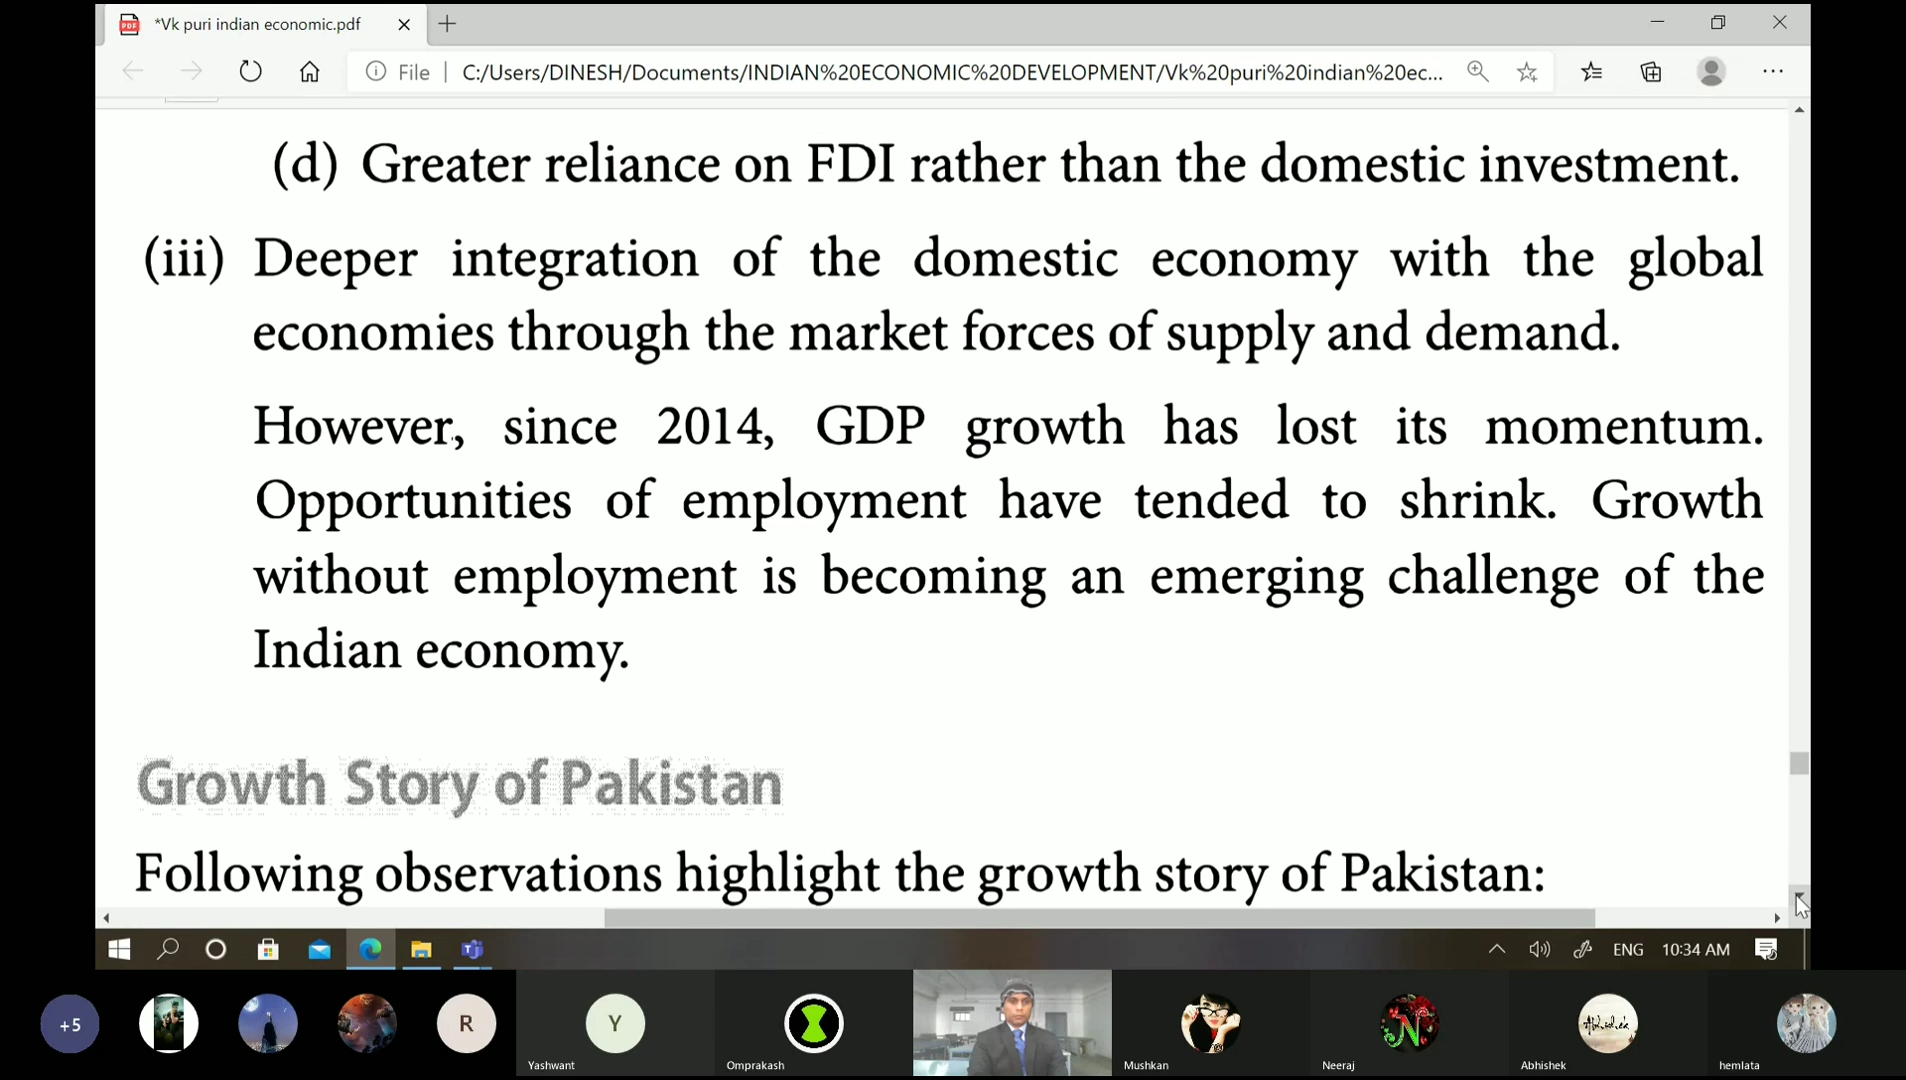 *Vk puri indian economic.pdf
File | C:/Users/DINESH/Documents/INDIAN%20ECONOMIC%20DEVELOPMENT/Vk%20puri%20indian%20ec...
(d) Greater reliance on FDI rather than the domestic investment.
(iii) Deeper integration of the domestic economy with the global
economies through the market forces of supply and demand.
However, since 2014, GDP growth has lost its momentum.
Opportunities of employment have tended to shrink. Growth
without employment is becoming an emerging challenge of the
Indian economy.
Growth Story of Pakistan
Following observations highlight the growth story of Pakistan:
ENG 10:34 AM
+5
R
Y
N
Abhishek
Yashwant
Omprakash
Mushkan
Neeraj
Abhishek
hemlata